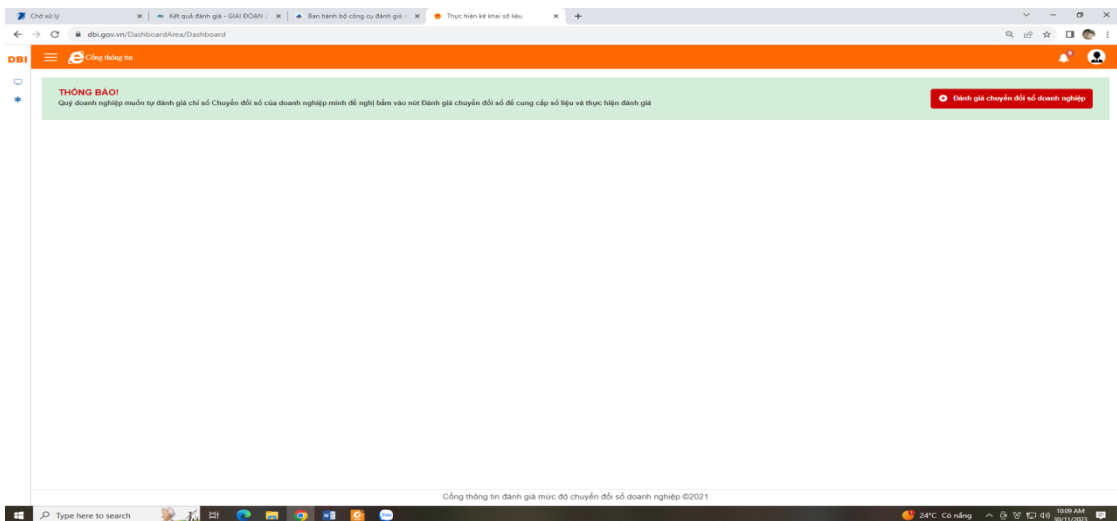 Chờ xử lý
Kết quả đánh giá - GIAI ĐOẠN
Ban hành bộ công cụ đánh giá
Thực hiện kê khai số liệu
dbi.gov.vn/DashboardArea/Dashboard
DBI
Cổng thông tin
THÔNG BÁO!
Quý doanh nghiệp muốn tự đánh giá chỉ số Chuyển đổi số của doanh nghiệp mình đề nghị bấm vào nút Đánh giá chuyển đổi số để cung cấp số liệu và thực hiện đánh giá
Đánh giá chuyển đổi số doanh nghiệp
Cổng thông tin đánh giá mức độ chuyển đổi số doanh nghiệp ©2021
Type here to search
24°C Có nắng
10:09 AM
30/11/2023